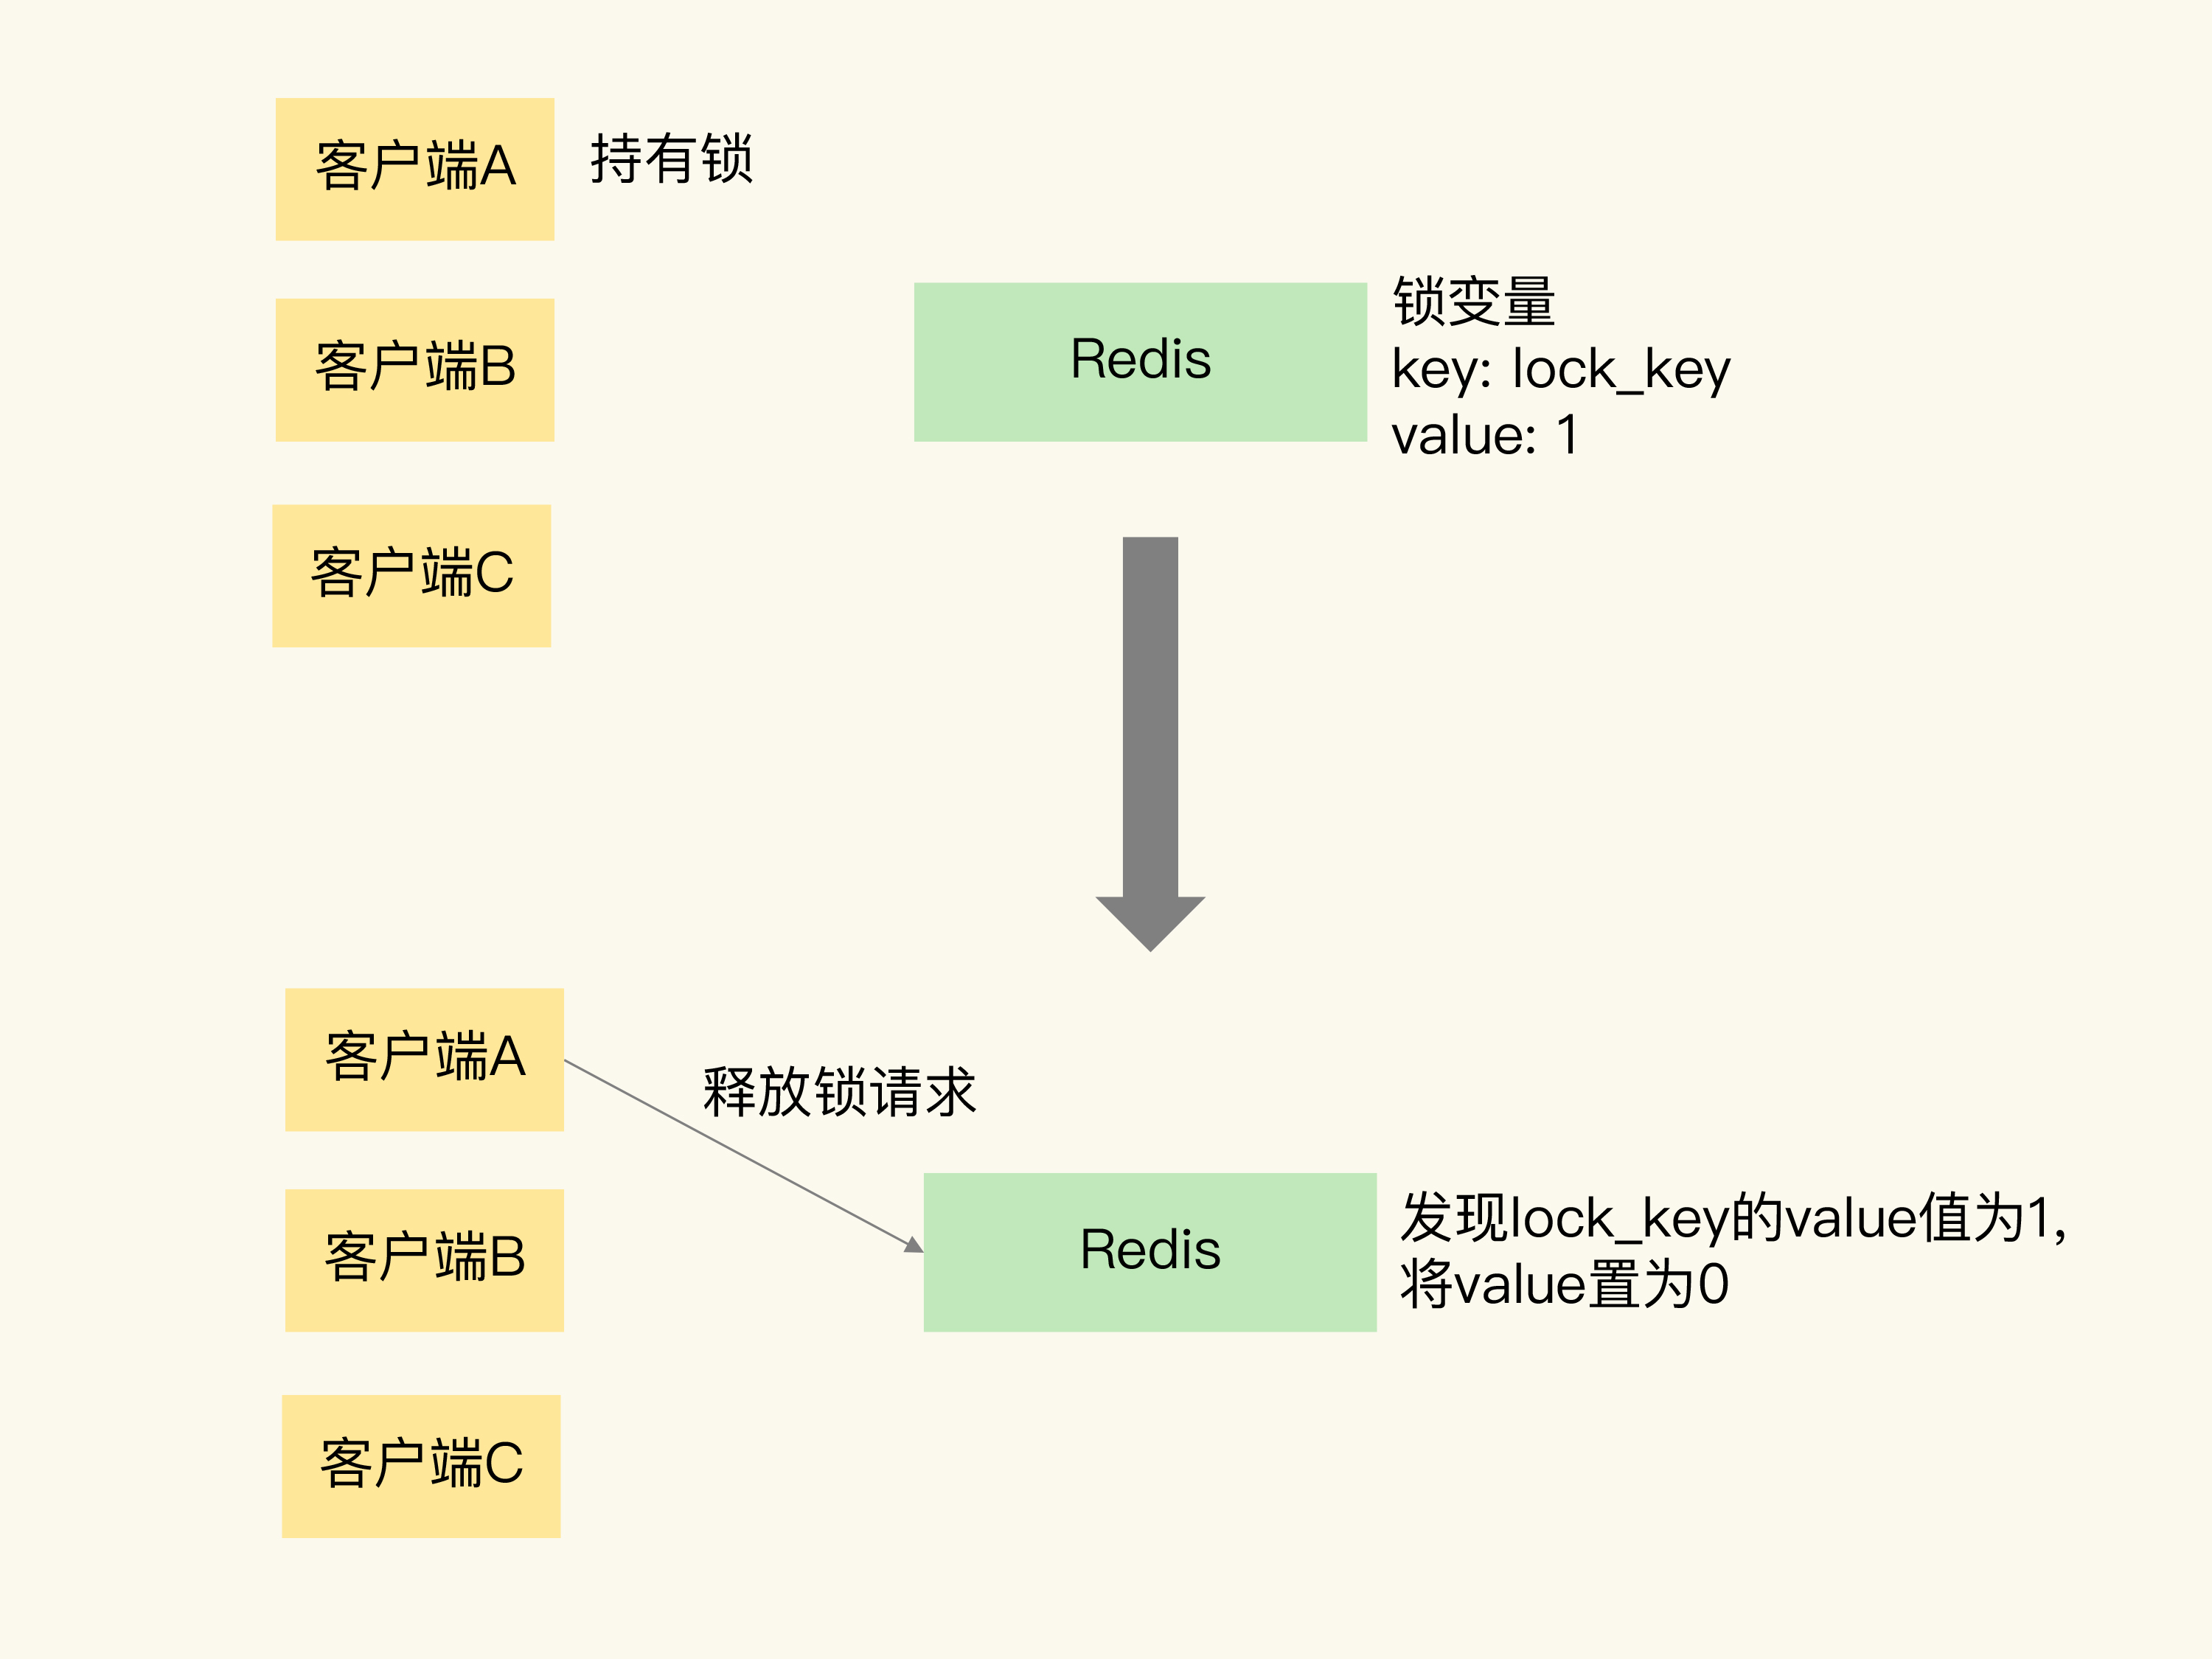 客户端A
持有锁
客户端B
客户端C
Redis
锁变量
key: lock_key
value: 1
客户端A
释放锁请求
客户端B
客户端C
Redis
发现lock_key的value值为1,
将value置为0